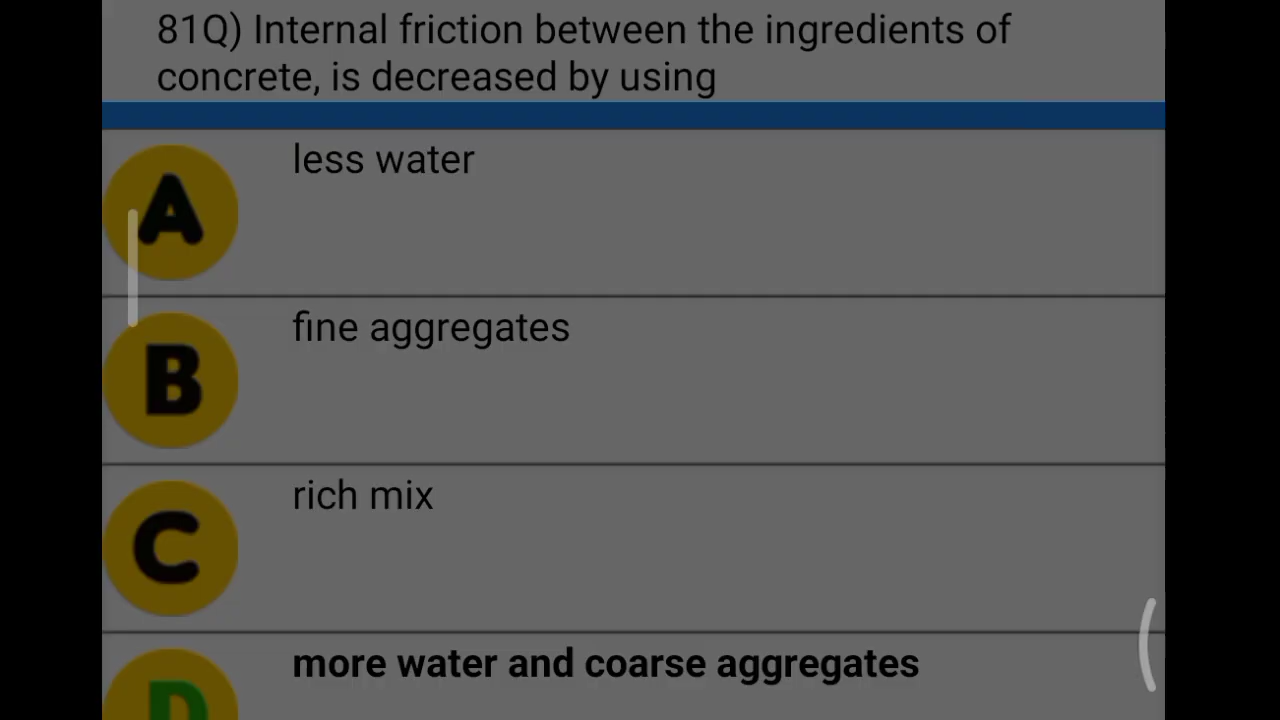 81Q) Internal friction between the ingredients of
concrete, is decreased by using
A
less water
B
fine aggregates
C
rich mix
D
more water and coarse aggregates